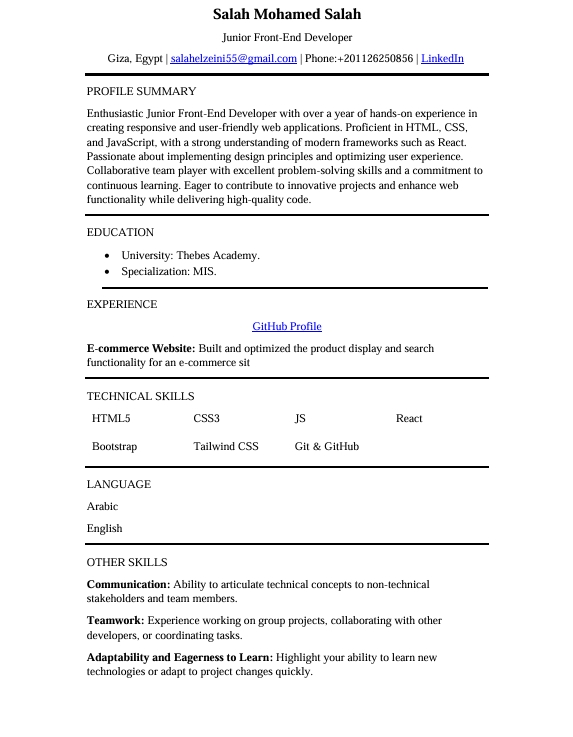 Salah Mohamed Salah
Junior Front-End Developer
Giza, Egypt | salahelzeini55@gmail.com | Phone:+201126250856 | LinkedIn
PROFILE SUMMARY
Enthusiastic Junior Front-End Developer with over a year of hands-on experience in
creating responsive and user-friendly web applications. Proficient in HTML, CSS,
and JavaScript, with a strong understanding of modern frameworks such as React.
Passionate about implementing design principles and optimizing user experience.
Collaborative team player with excellent problem-solving skills and a commitment to
continuous learning. Eager to contribute to innovative projects and enhance web
functionality while delivering high-quality code.
EDUCATION
• University: Thebes Academy.
• Specialization: MIS.
EXPERIENCE
GitHub Profile
E-commerce Website: Built and optimized the product display and search
functionality for an e-commerce sit
TECHNICAL SKILLS
HTML5 CSS3 JS React
Bootstrap Tailwind CSS Git & GitHub
LANGUAGE
Arabic
English
OTHER SKILLS
Communication: Ability to articulate technical concepts to non-technical
stakeholders and team members.
Teamwork: Experience working on group projects, collaborating with other
developers, or coordinating tasks.
Adaptability and Eagerness to Learn: Highlight your ability to learn new
technologies or adapt to project changes quickly.